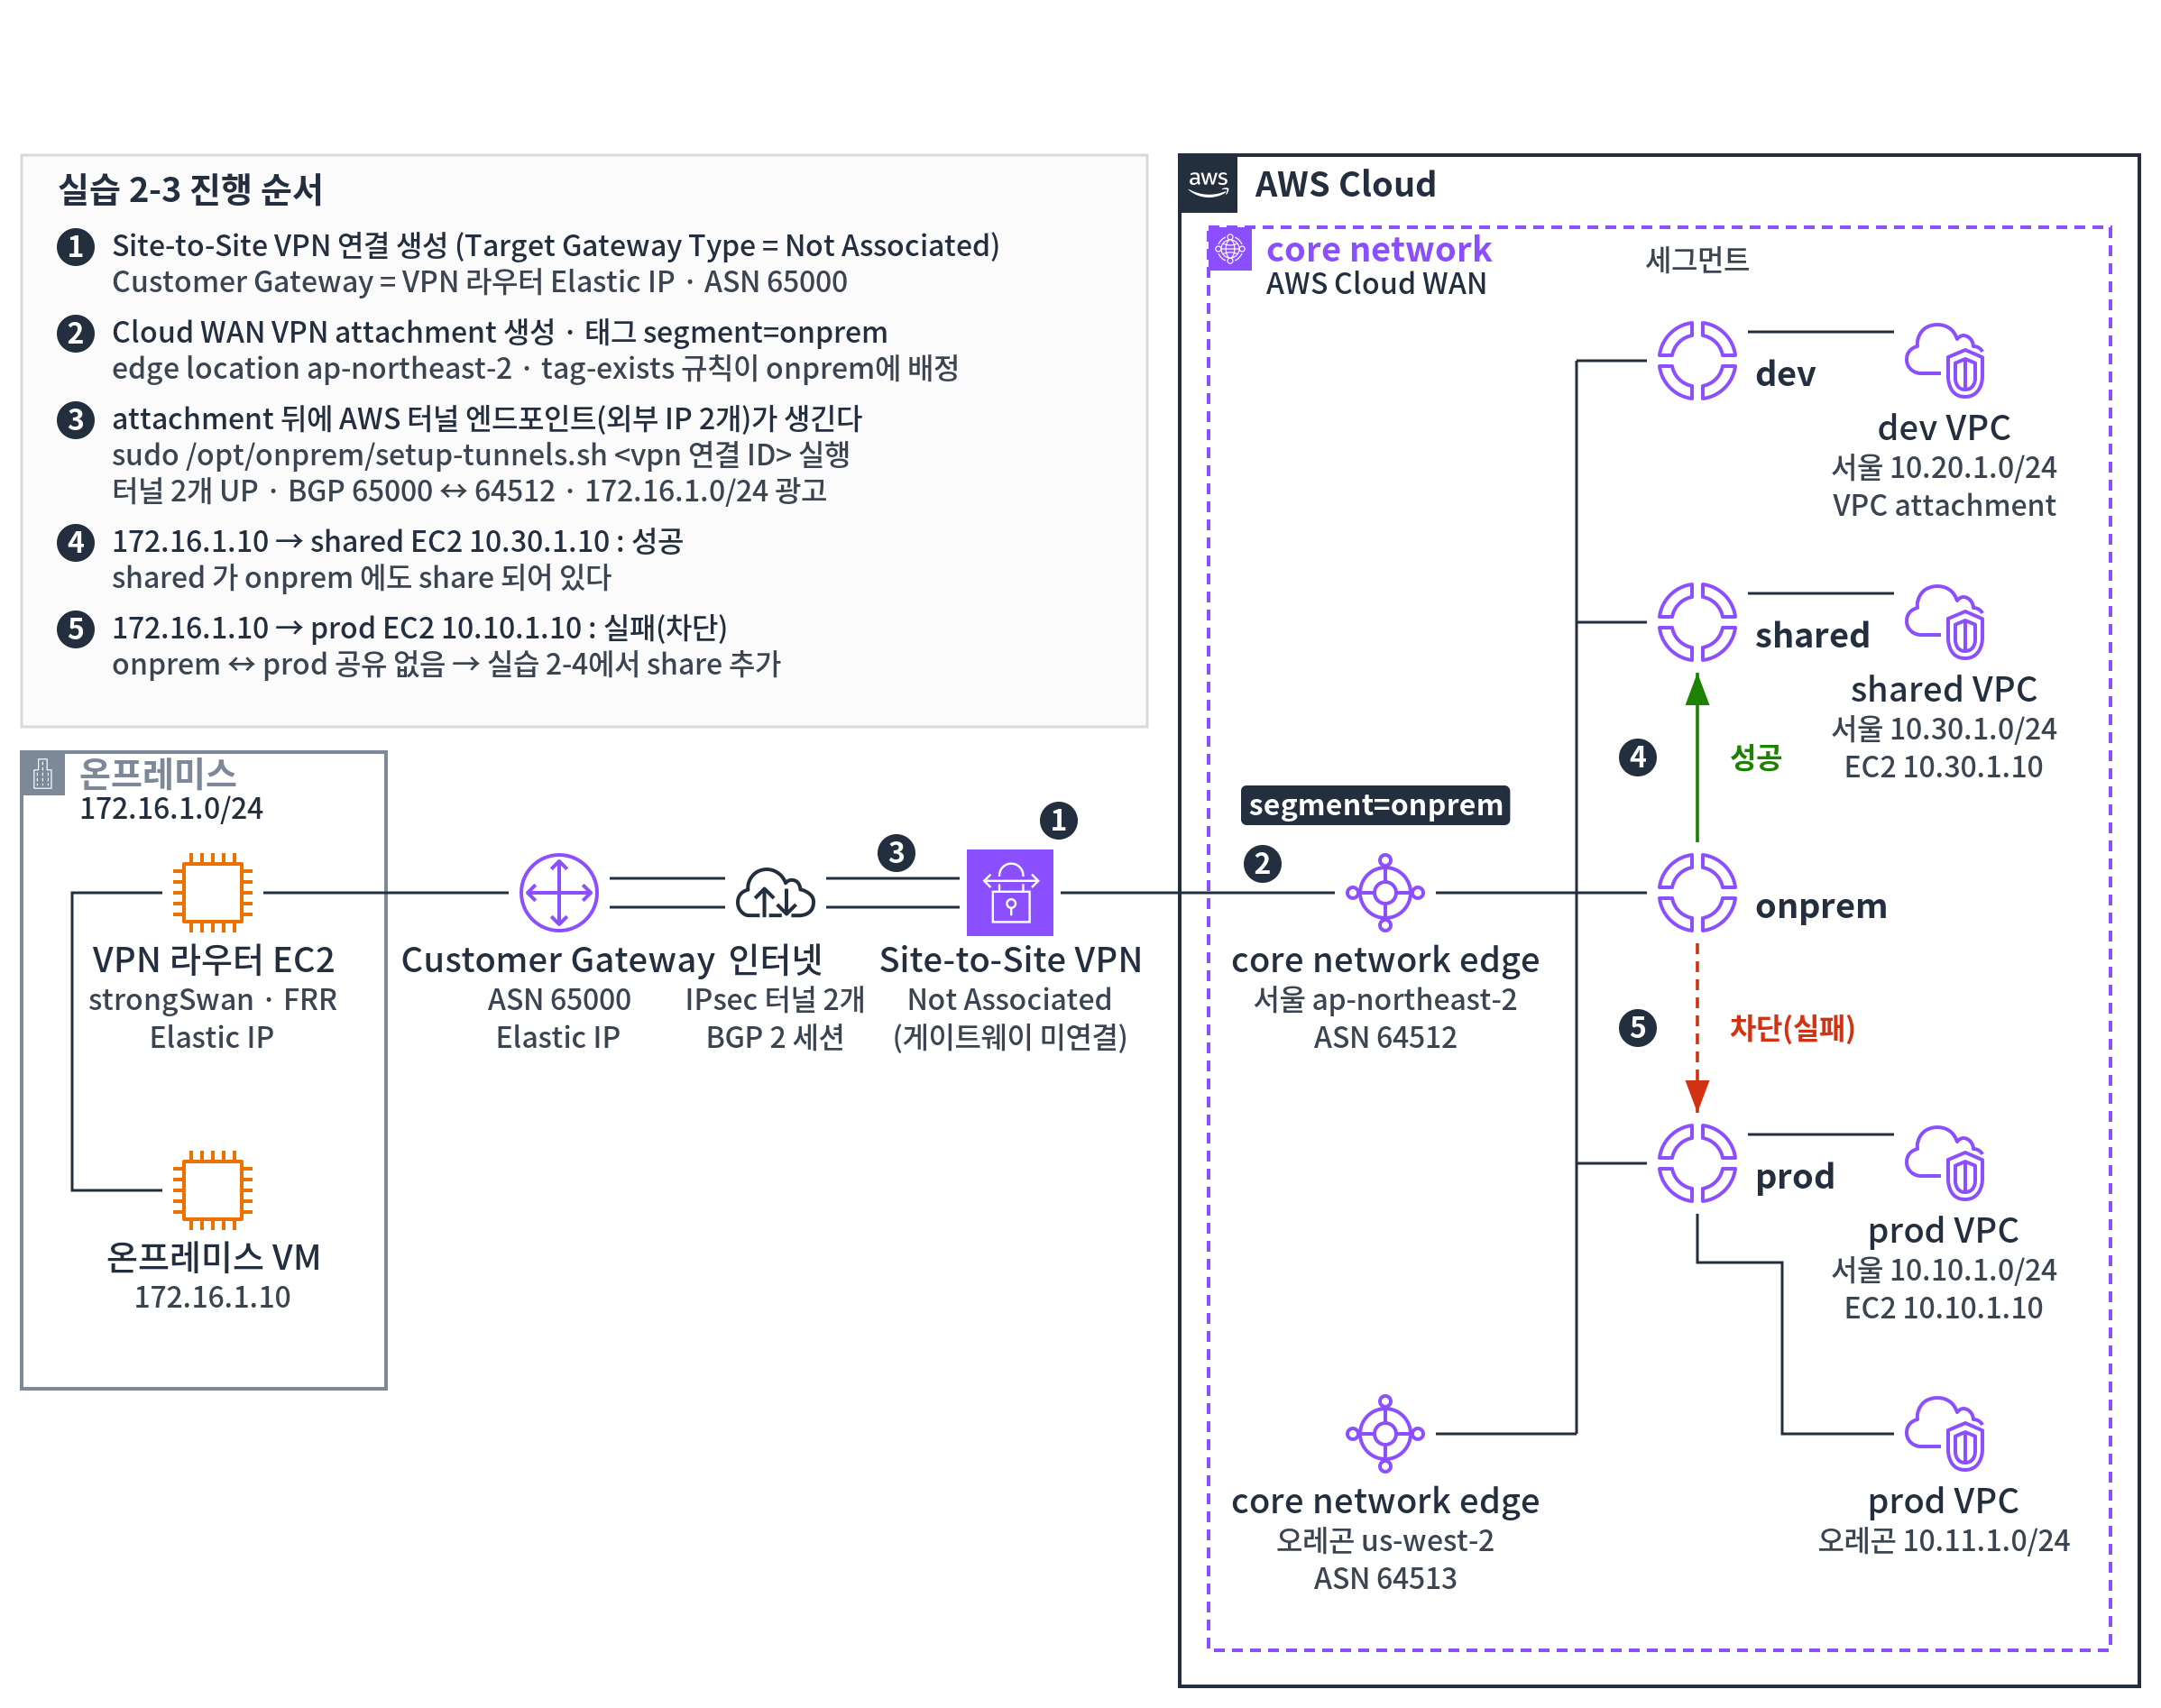 실습 2-3 진행 순서
1 Site-to-Site VPN 연결 생성 (Target Gateway Type = Not Associated)
Customer Gateway = VPN 라우터 Elastic IP · ASN 65000
2 Cloud WAN VPN attachment 생성 · 태그 segment=onprem
edge location ap-northeast-2 · tag-exists 규칙이 onprem에 배정
3 attachment 뒤에 AWS 터널 엔드포인트(외부 IP 2개)가 생긴다
sudo /opt/onprem/setup-tunnels.sh <vpn 연결 ID> 실행
터널 2개 UP · BGP 65000 ↔ 64512 · 172.16.1.0/24 광고
4 172.16.1.10 → shared EC2 10.30.1.10 : 성공
shared 가 onprem 에도 share 되어 있다
5 172.16.1.10 → prod EC2 10.10.1.10 : 실패(차단)
onprem ↔ prod 공유 없음 → 실습 2-4에서 share 추가
온프레미스
172.16.1.0/24
VPN 라우터 EC2
strongSwan · FRR
Elastic IP
온프레미스 VM
172.16.1.10
Customer Gateway
ASN 65000
Elastic IP
인터넷
IPsec 터널 2개
BGP 2 세션
3
1
Site-to-Site VPN
Not Associated
(게이트웨이 미연결)
aws
AWS Cloud
core network
AWS Cloud WAN
세그먼트
segment=onprem
2
core network edge
서울 ap-northeast-2
ASN 64512
core network edge
오레곤 us-west-2
ASN 64513
dev
dev VPC
서울 10.20.1.0/24
VPC attachment
shared
shared VPC
서울 10.30.1.0/24
EC2 10.30.1.10
4
성공
onprem
5
차단(실패)
prod
prod VPC
서울 10.10.1.0/24
EC2 10.10.1.10
prod VPC
오레곤 10.11.1.0/24